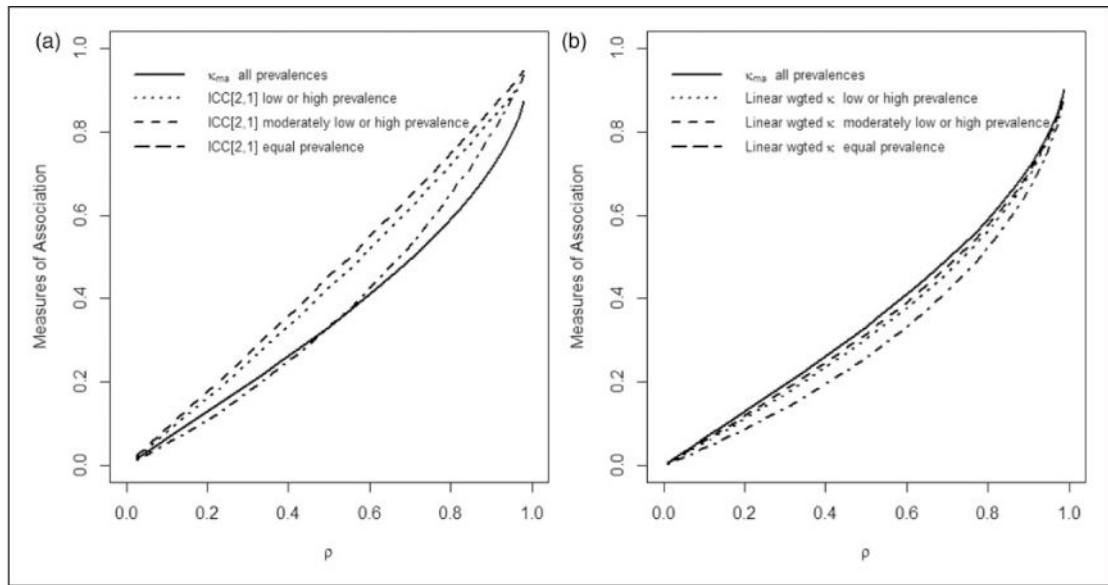 (a)
κma all prevalences
ICC[2,1] low or high prevalence
ICC[2,1] moderately low or high prevalence
ICC[2,1] equal prevalence
Measures of Association
1.0
0.8
0.6
0.4
0.2
0.0
0.0 0.2 0.4 0.6 0.8 1.0
ρ
(b)
κma all prevalences
Linear wgted κ low or high prevalence
Linear wgted κ moderately low or high prevalence
Linear wgted κ equal prevalence
Measures of Association
1.0
0.8
0.6
0.4
0.2
0.0
0.0 0.2 0.4 0.6 0.8 1.0
ρ